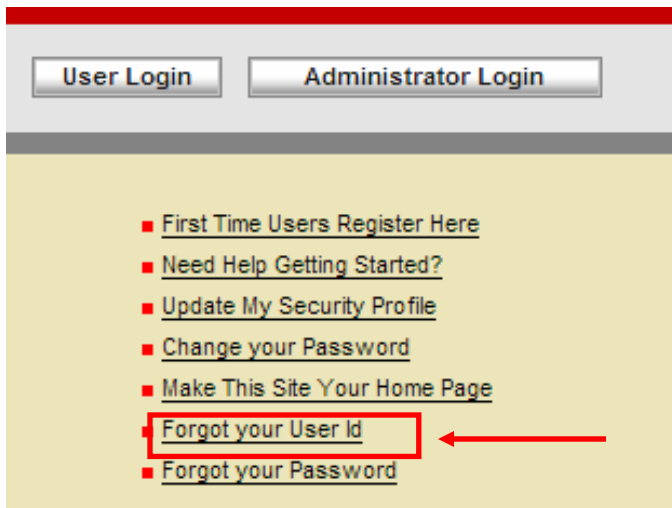 User Login Administrator Login
First Time Users Register Here
Need Help Getting Started?
Update My Security Profile
Change your Password
Make This Site Your Home Page
Forgot your User Id
Forgot your Password